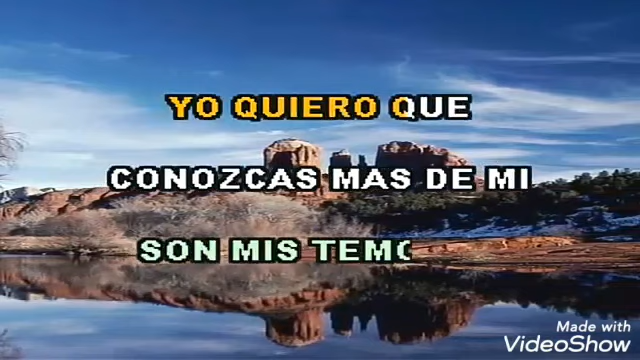 YO QUIERO QUE
CONOZCAS MAS DE MI
SON MIS TEMO
Made with
VideoShow